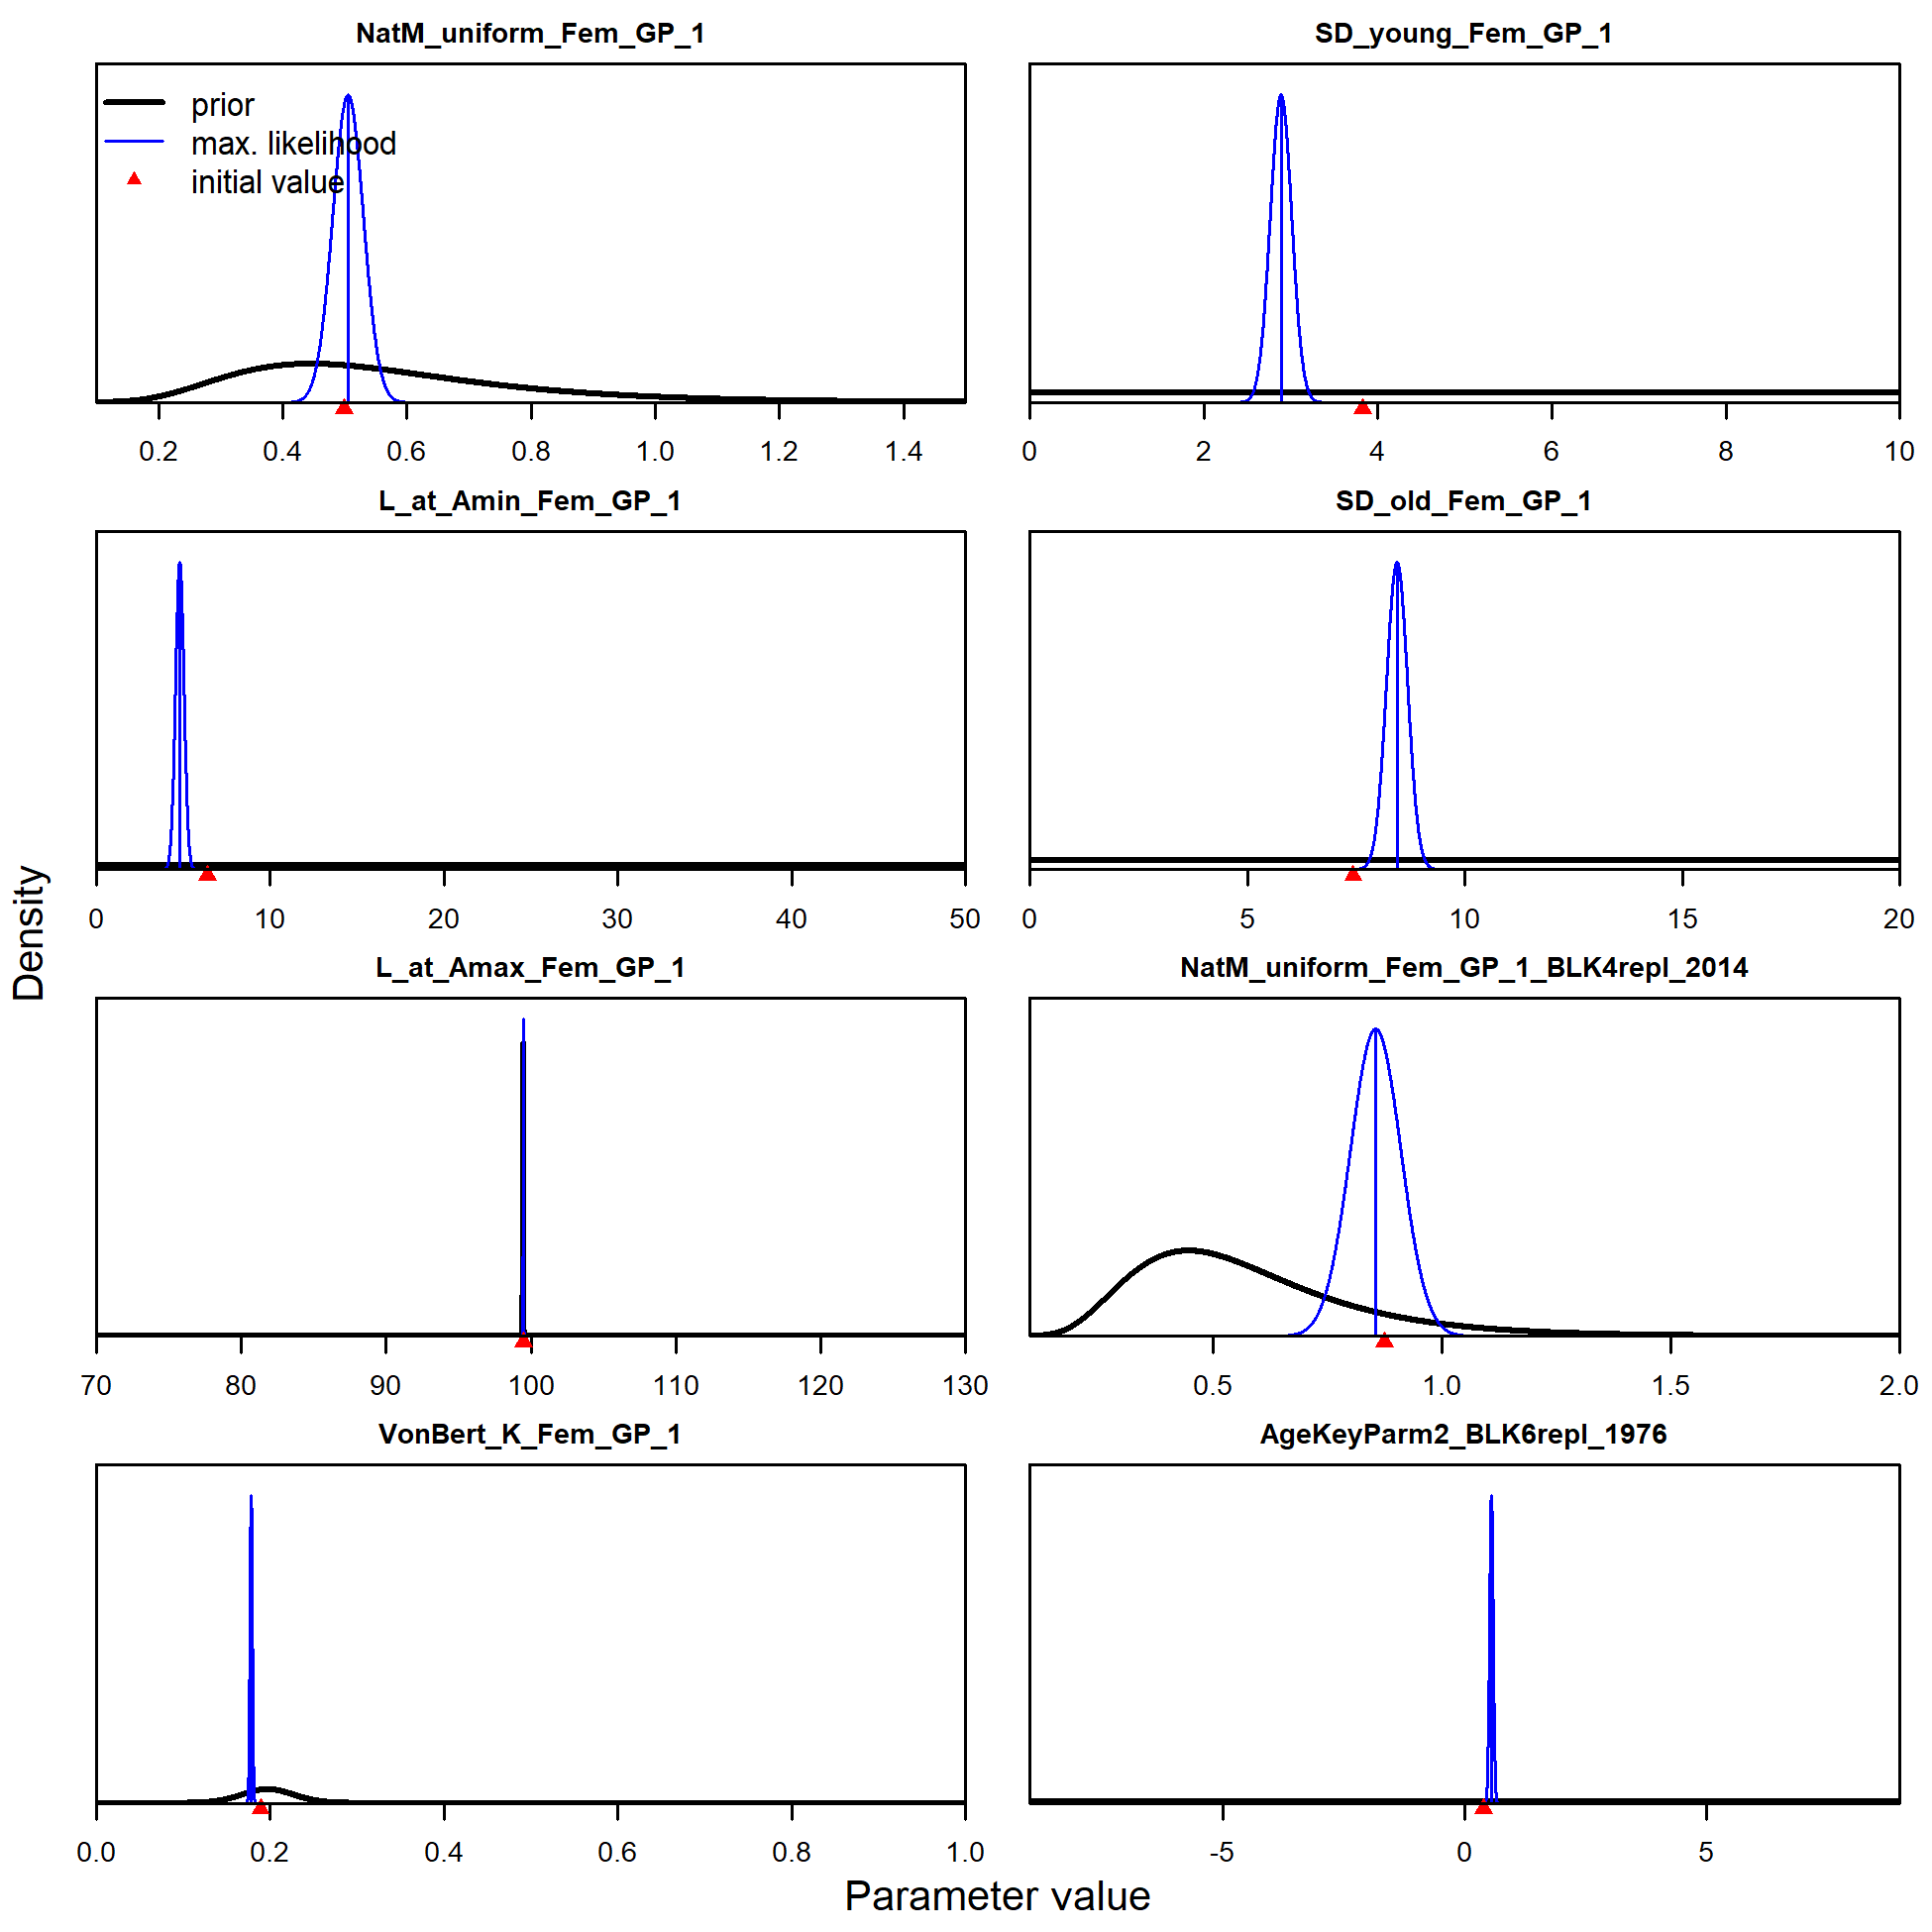 NatM_uniform_Fem_GP_1
prior
max. likelihood
initial value
0.2 0.4 0.6 0.8 1.0 1.2 1.4
SD_young_Fem_GP_1
0 2 4 6 8 10
L_at_Amin_Fem_GP_1
0 10 20 30 40 50
SD_old_Fem_GP_1
0 5 10 15 20
L_at_Amax_Fem_GP_1
70 80 90 100 110 120 130
NatM_uniform_Fem_GP_1_BLK4repl_2014
0.5 1.0 1.5 2.0
VonBert_K_Fem_GP_1
0.0 0.2 0.4 0.6 0.8 1.0
AgeKeyParm2_BLK6repl_1976
-5 0 5
Density
Parameter value